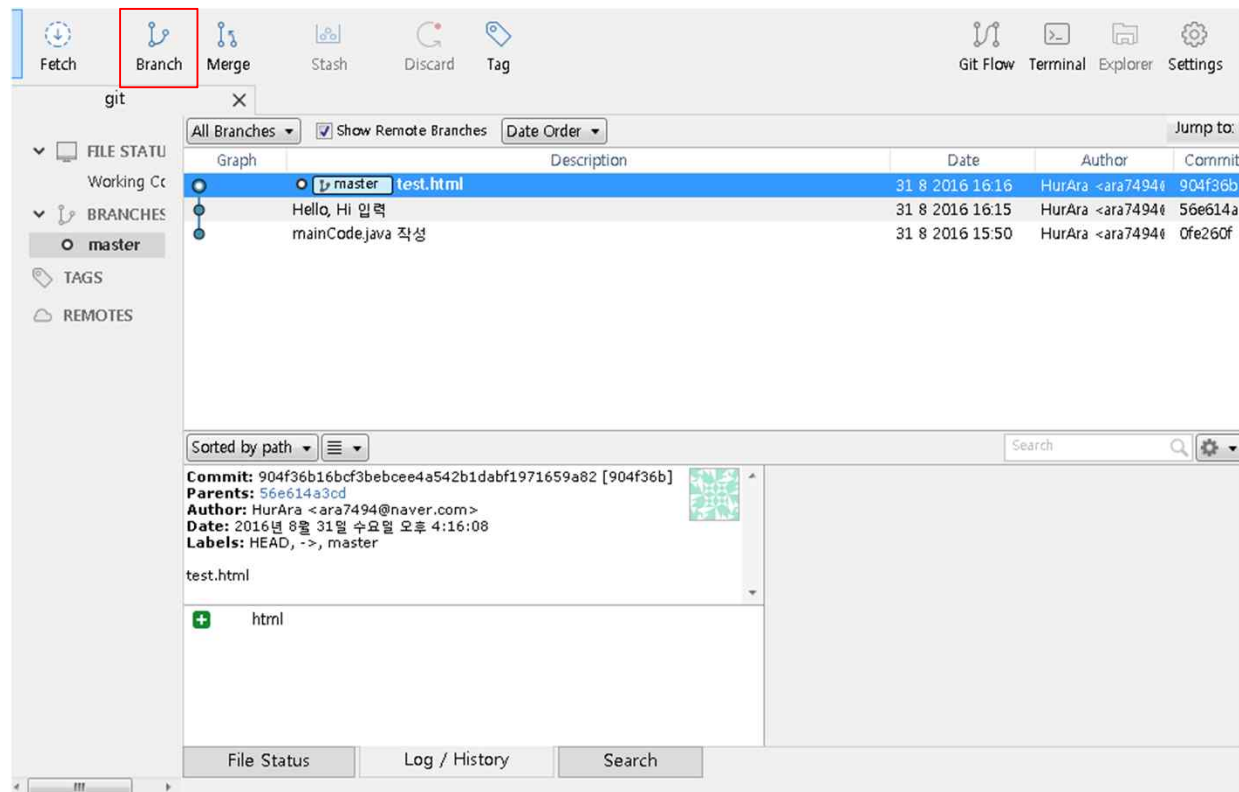 Fetch Branch Merge Stash Discard Tag Git Flow Terminal Explorer Settings
git
All Branches Show Remote Branches Date Order Jump to:
FILE STATU
Working Cc
BRANCHES
master
TAGS
REMOTES
Graph Description Date Author Commit
master test.html 31 8 2016 16:16 HurAra <ara7494 904f36b
Hello, Hi 입력 31 8 2016 16:15 HurAra <ara7494 56e614a
mainCode.java 작성 31 8 2016 15:50 HurAra <ara7494 0fe260f
Sorted by path Search
Commit: 904f36b16bcf3bebcee4a542b1dabf1971659a82 [904f36b]
Parents: 56e614a3cd
Author: HurAra <ara7494@naver.com>
Date: 2016년 8월 31일 수요일 오후 4:16:08
Labels: HEAD, ->, master
test.html
html
File Status Log / History Search